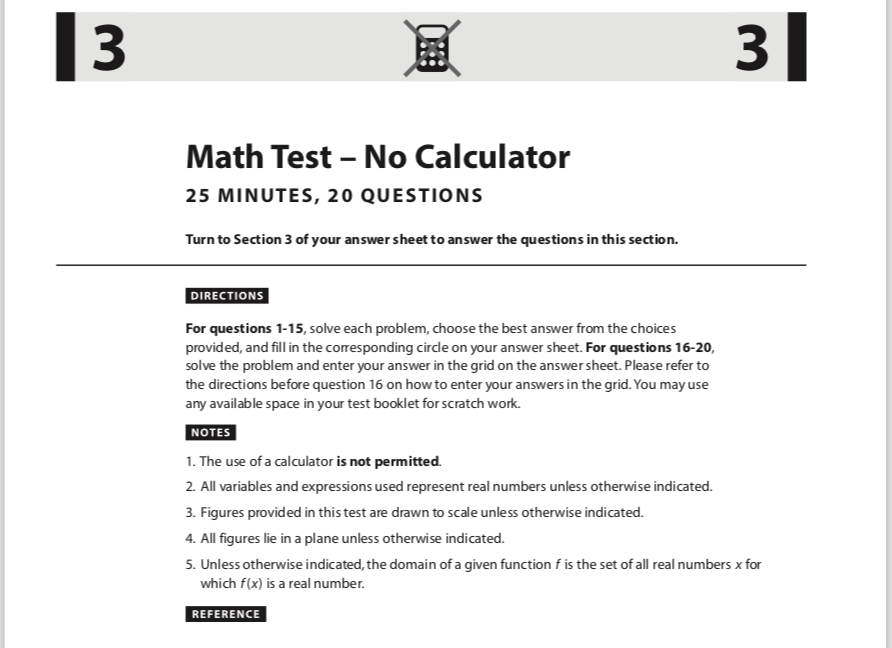 3 3
Math Test – No Calculator
25 MINUTES, 20 QUESTIONS
Turn to Section 3 of your answer sheet to answer the questions in this section.
DIRECTIONS
For questions 1-15, solve each problem, choose the best answer from the choices
provided, and fill in the corresponding circle on your answer sheet. For questions 16-20,
solve the problem and enter your answer in the grid on the answer sheet. Please refer to
the directions before question 16 on how to enter your answers in the grid. You may use
any available space in your test booklet for scratch work.
NOTES
1. The use of a calculator is not permitted.
2. All variables and expressions used represent real numbers unless otherwise indicated.
3. Figures provided in this test are drawn to scale unless otherwise indicated.
4. All figures lie in a plane unless otherwise indicated.
5. Unless otherwise indicated, the domain of a given function f is the set of all real numbers x for
which f(x) is a real number.
REFERENCE